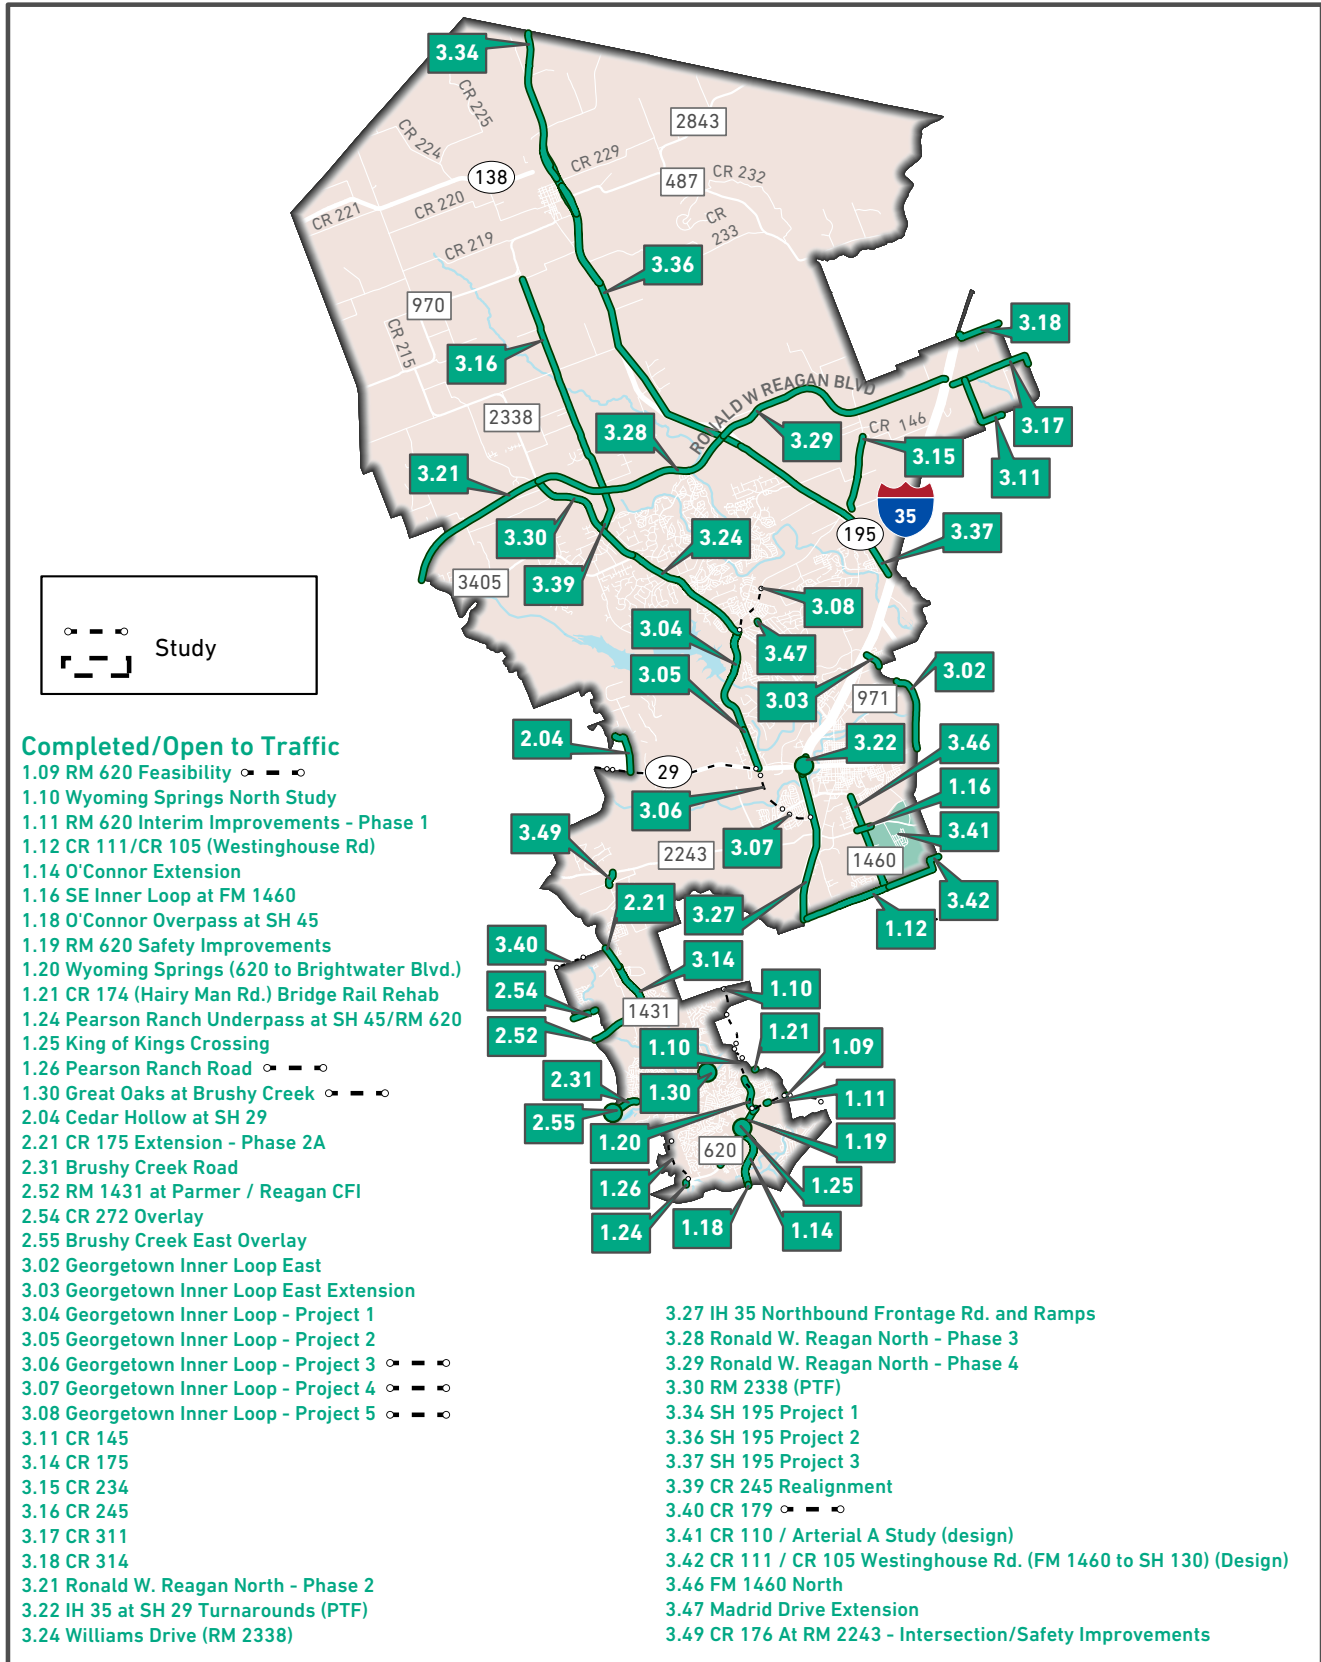 3.34
CR 225
2843
CR 224
CR 229
138
487
CR 232
CR 221
CR 220
CR 233
CR 219
3.36
970
3.18
CR 215
3.16
RONALD W REAGAN BLVD
2338
3.28
3.29
CR 146
3.17
3.15
3.21
3.11
35
3.30
3.24
195
3.37
3405
3.39
3.08
Study
3.04
3.47
3.05
3.03
3.02
971
2.04
3.22
3.46
29
1.16
3.06
3.49
3.41
2243
3.07
1460
2.21
3.27
3.42
1.12
3.40
3.14
2.54
1.10
1431
2.52
1.10
1.21
1.09
2.31
1.30
1.11
2.55
1.20
1.19
620
1.26
1.25
1.24
1.18
1.14
Completed/Open to Traffic
1.09 RM 620 Feasibility
1.10 Wyoming Springs North Study
1.11 RM 620 Interim Improvements - Phase 1
1.12 CR 111/CR 105 (Westinghouse Rd)
1.14 O'Connor Extension
1.16 SE Inner Loop at FM 1460
1.18 O'Connor Overpass at SH 45
1.19 RM 620 Safety Improvements
1.20 Wyoming Springs (620 to Brightwater Blvd.)
1.21 CR 174 (Hairy Man Rd.) Bridge Rail Rehab
1.24 Pearson Ranch Underpass at SH 45/RM 620
1.25 King of Kings Crossing
1.26 Pearson Ranch Road
1.30 Great Oaks at Brushy Creek
2.04 Cedar Hollow at SH 29
2.21 CR 175 Extension - Phase 2A
2.31 Brushy Creek Road
2.52 RM 1431 at Parmer / Reagan CFI
2.54 CR 272 Overlay
2.55 Brushy Creek East Overlay
3.02 Georgetown Inner Loop East
3.03 Georgetown Inner Loop East Extension
3.04 Georgetown Inner Loop - Project 1
3.05 Georgetown Inner Loop - Project 2
3.06 Georgetown Inner Loop - Project 3
3.07 Georgetown Inner Loop - Project 4
3.08 Georgetown Inner Loop - Project 5
3.11 CR 145
3.14 CR 175
3.15 CR 234
3.16 CR 245
3.17 CR 311
3.18 CR 314
3.21 Ronald W. Reagan North - Phase 2
3.22 IH 35 at SH 29 Turnarounds (PTF)
3.24 Williams Drive (RM 2338)
3.27 IH 35 Northbound Frontage Rd. and Ramps
3.28 Ronald W. Reagan North - Phase 3
3.29 Ronald W. Reagan North - Phase 4
3.30 RM 2338 (PTF)
3.34 SH 195 Project 1
3.36 SH 195 Project 2
3.37 SH 195 Project 3
3.39 CR 245 Realignment
3.40 CR 179
3.41 CR 110 / Arterial A Study (design)
3.42 CR 111 / CR 105 Westinghouse Rd. (FM 1460 to SH 130) (Design)
3.46 FM 1460 North
3.47 Madrid Drive Extension
3.49 CR 176 At RM 2243 - Intersection/Safety Improvements